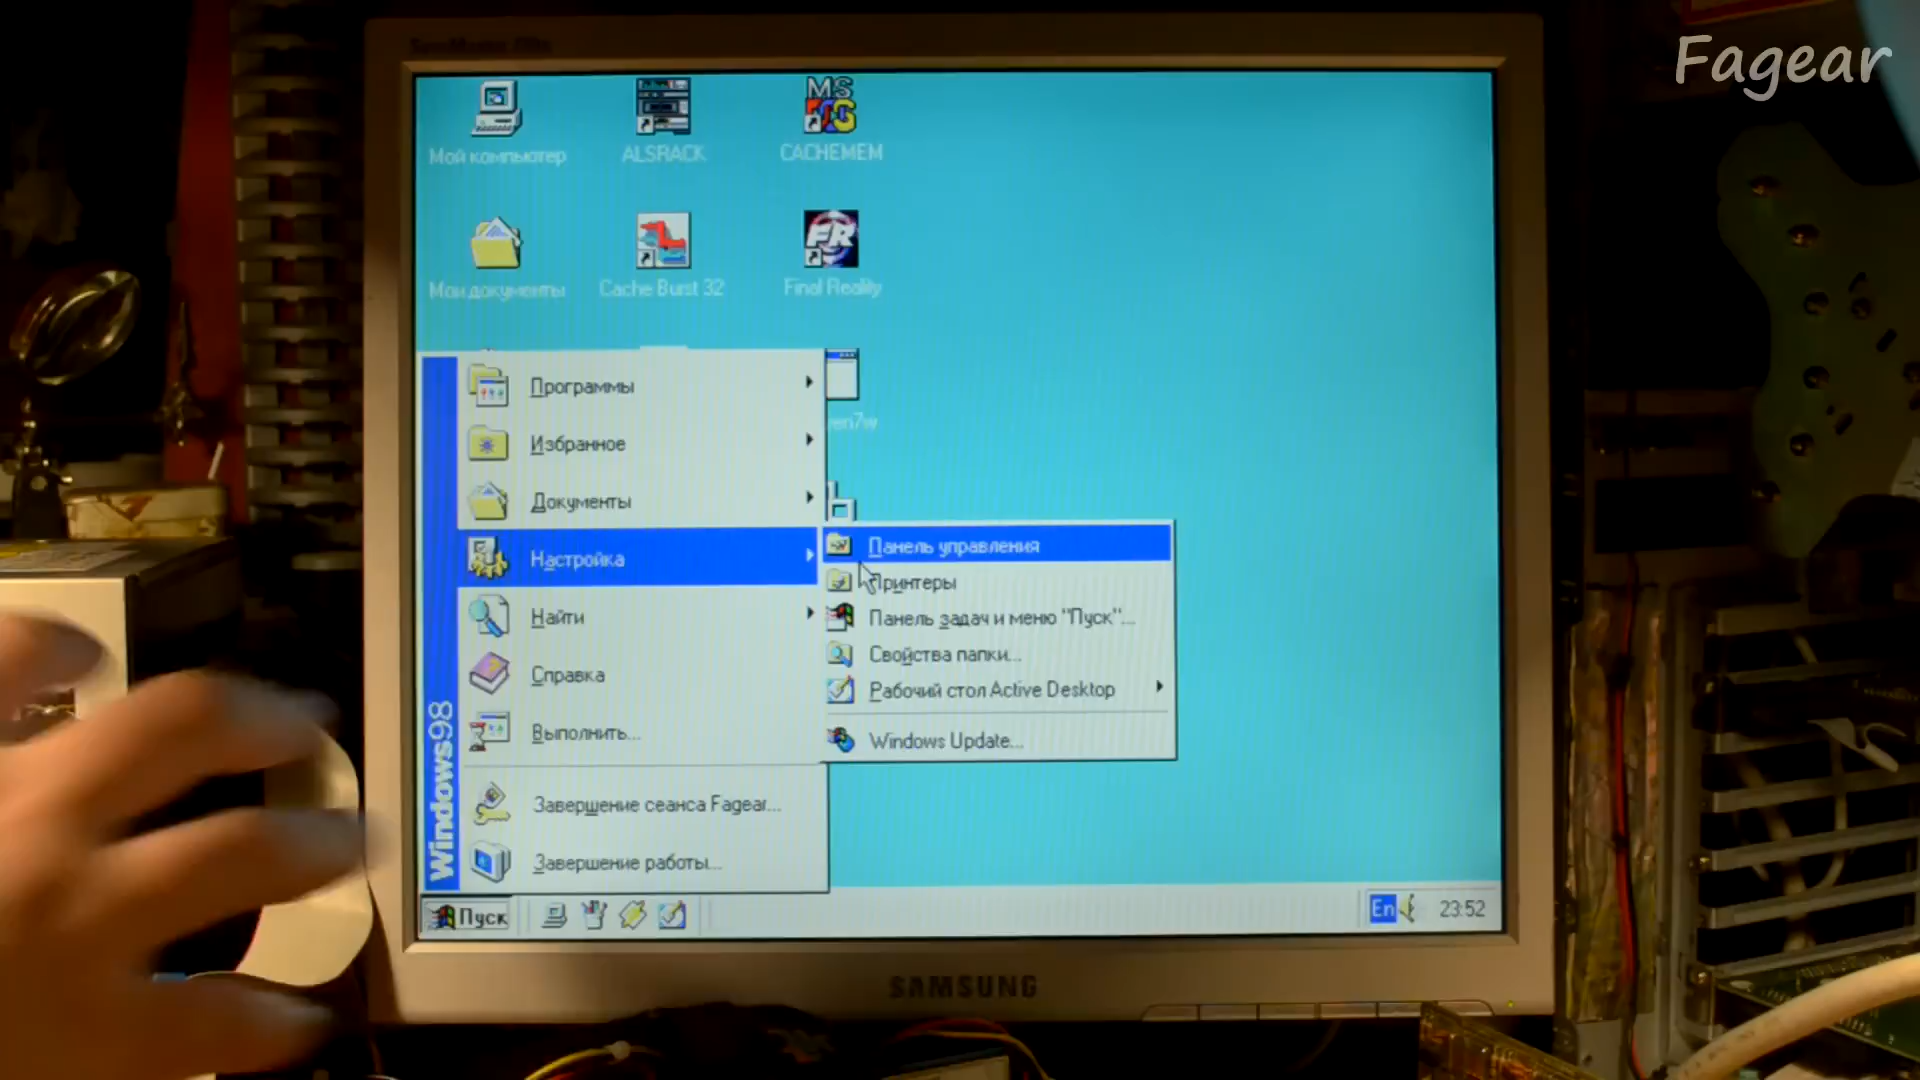 Fagear
Мой компьютер
ALSRACK
CACHEMEM
Мои документы
Cache Burst 32
Final Reality
Программы
Избранное
Документы
Настройка
Найти
Справка
Выполнить...
Завершение сеанса Fagear...
Завершение работы...
Windows98
Панель управления
Принтеры
Панель задач и меню "Пуск"...
Свойства папки...
Рабочий стол Active Desktop
Windows Update...
Пуск
En
23:52
SAMSUNG